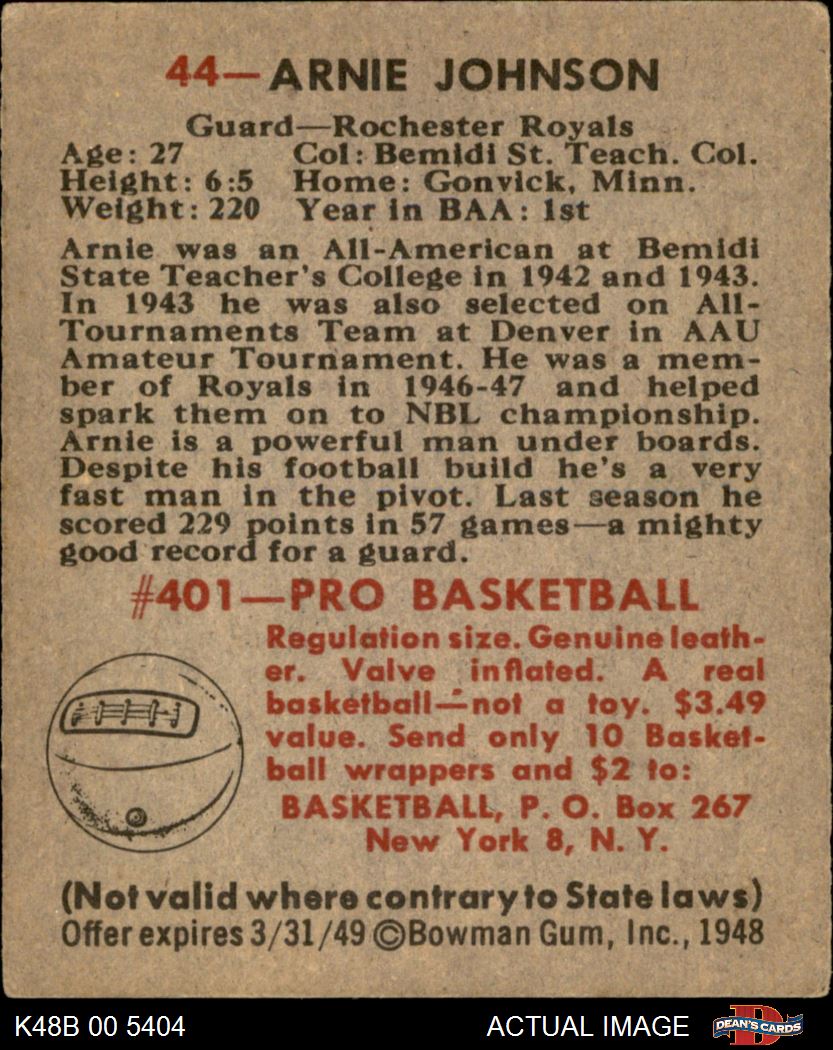 44—ARNIE JOHNSON
Guard—Rochester Royals
Age: 27 Col: Bemidi St. Teach. Col.
Height: 6:5 Home: Gonvick, Minn.
Weight: 220 Year in BAA: 1st
Arnie was an All-American at Bemidi
State Teacher's College in 1942 and 1943.
In 1943 he was also selected on All-
Tournaments Team at Denver in AAU
Amateur Tournament. He was a mem-
ber of Royals in 1946-47 and helped
spark them on to NBL championship.
Arnie is a powerful man under boards.
Despite his football build he's a very
fast man in the pivot. Last season he
scored 229 points in 57 games—a mighty
good record for a guard.
#401—PRO BASKETBALL
Regulation size. Genuine leath-
er. Valve inflated. A real
basketball—not a toy. $3.49
value. Send only 10 Basket-
ball wrappers and $2 to:
BASKETBALL, P. O. Box 267
New York 8, N. Y.
(Not valid where contrary to State laws)
Offer expires 3/31/49 ©Bowman Gum, Inc., 1948
K48B 00 5404 ACTUAL IMAGE DEAN'S CARDS